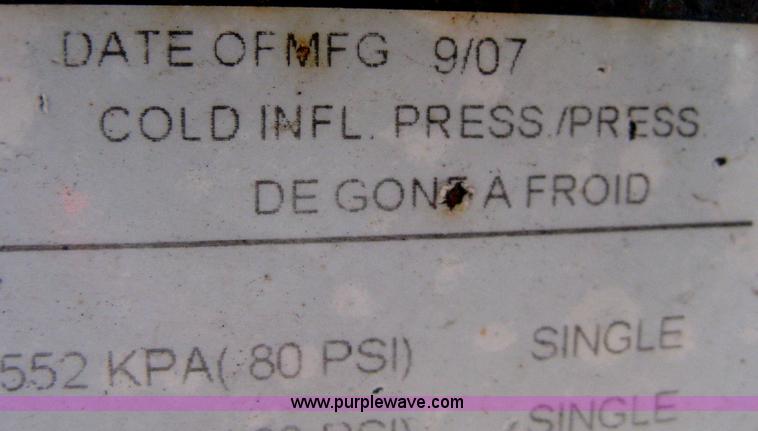 DATE OF MFG 9/07
COLD INFL. PRESS./PRESS
DE GONF A FROID
552 KPA( 80 PSI) SINGLE
www.purplewave.com
PSI) SINGLE